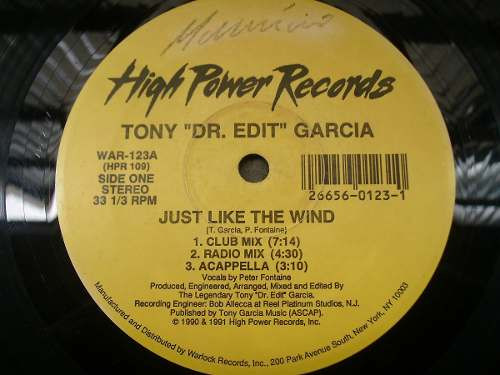 High Power Records
TONY "DR. EDIT" GARCIA
WAR-123A
(HPR 109)
SIDE ONE
STEREO
33 1/3 RPM
26656-0123-1
JUST LIKE THE WIND
(T. Garcia, P. Fontaine)
1. CLUB MIX (7:14)
2. RADIO MIX (4:30)
3. ACAPPELLA (3:10)
Vocals by Peter Fontaine
Produced, Engineered, Arranged, Mixed and Edited By
The Legendary Tony "Dr. Edit" Garcia.
Recording Engineer: Bob Allecca at Reel Platinum Studios, N.J.
Published by Tony Garcia Music (ASCAP).
© 1990 & 1991 High Power Records, Inc.
Manufactured and Distributed by Warlock Records, Inc., 200 Park Avenue South, New York, NY 10003